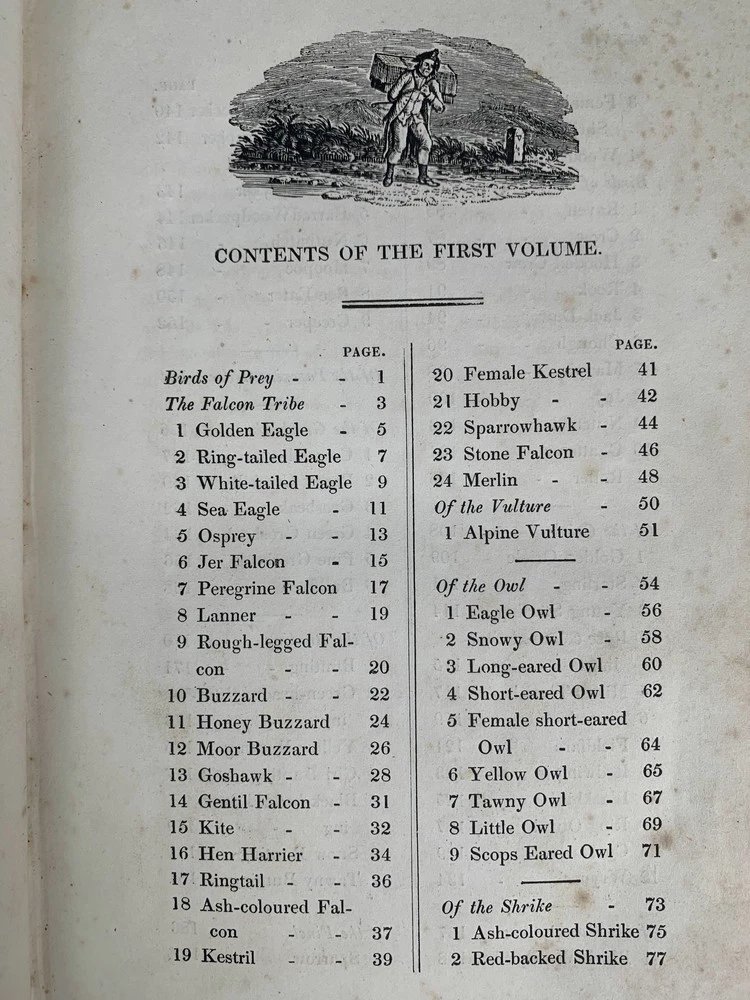 CONTENTS OF THE FIRST VOLUME.
PAGE.
Birds of Prey - - 1
The Falcon Tribe - 3
1 Golden Eagle - 5
2 Ring-tailed Eagle 7
3 White-tailed Eagle 9
4 Sea Eagle - 11
5 Osprey - - 13
6 Jer Falcon - 15
7 Peregrine Falcon 17
8 Lanner - - 19
9 Rough-legged Fal-
con - - 20
10 Buzzard - - 22
11 Honey Buzzard 24
12 Moor Buzzard 26
13 Goshawk - - 28
14 Gentil Falcon - 31
15 Kite - - 32
16 Hen Harrier - 34
17 Ringtail - - 36
18 Ash-coloured Fal-
con - - 37
19 Kestril - - 39
PAGE.
20 Female Kestrel 41
21 Hobby - - 42
22 Sparrowhawk - 44
23 Stone Falcon - 46
24 Merlin - - 48
Of the Vulture - 50
1 Alpine Vulture 51
Of the Owl - - 54
1 Eagle Owl - 56
2 Snowy Owl - 58
3 Long-eared Owl 60
4 Short-eared Owl 62
5 Female short-eared
Owl - - 64
6 Yellow Owl - 65
7 Tawny Owl - 67
8 Little Owl - 69
9 Scops Eared Owl 71
Of the Shrike - 73
1 Ash-coloured Shrike 75
2 Red-backed Shrike 77